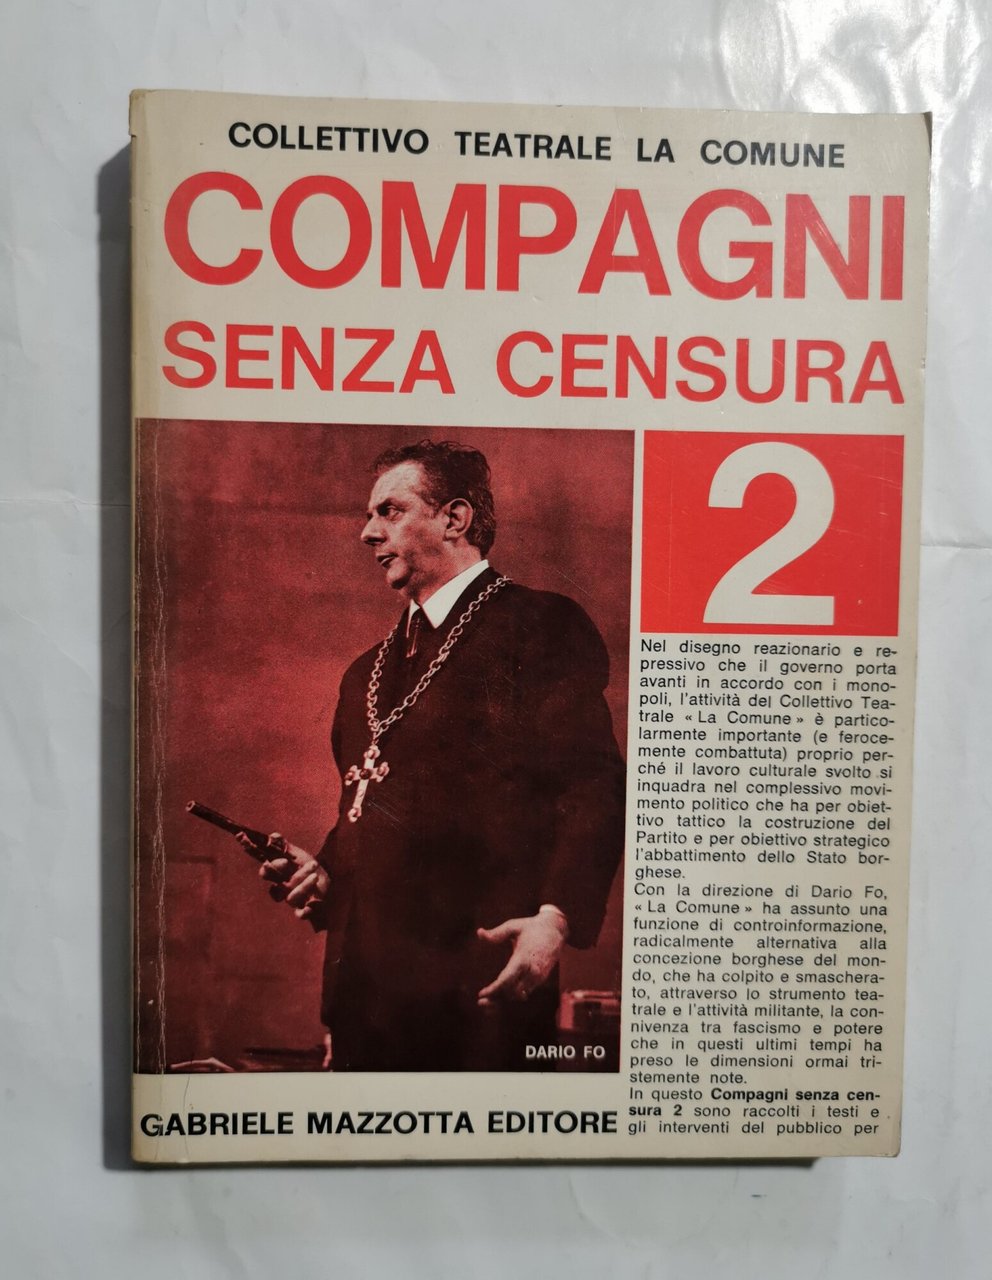 COLLETTIVO TEATRALE LA COMUNE
COMPAGNI
SENZA CENSURA
2
Nel disegno reazionario e re-
pressivo che il governo porta
avanti in accordo con i mono-
poli, l'attività del Collettivo Tea-
trale « La Comune » è partico-
larmente importante (e feroce-
mente combattuta) proprio per-
ché il lavoro culturale svolto si
inquadra nel complessivo movi-
mento politico che ha per obiet-
tivo tattico la costruzione del
Partito e per obiettivo strategico
l'abbattimento dello Stato bor-
ghese.
Con la direzione di Dario Fo,
« La Comune » ha assunto una
funzione di controinformazione,
radicalmente alternativa alla
concezione borghese del mon-
do, che ha colpito e smaschera-
to, attraverso lo strumento tea-
trale e l'attività militante, la con-
nivenza tra fascismo e potere
che in questi ultimi tempi ha
preso le dimensioni ormai tri-
stemente note.
In questo Compagni senza cen-
sura 2 sono raccolti i testi e
gli interventi del pubblico per
DARIO FO
GABRIELE MAZZOTTA EDITORE